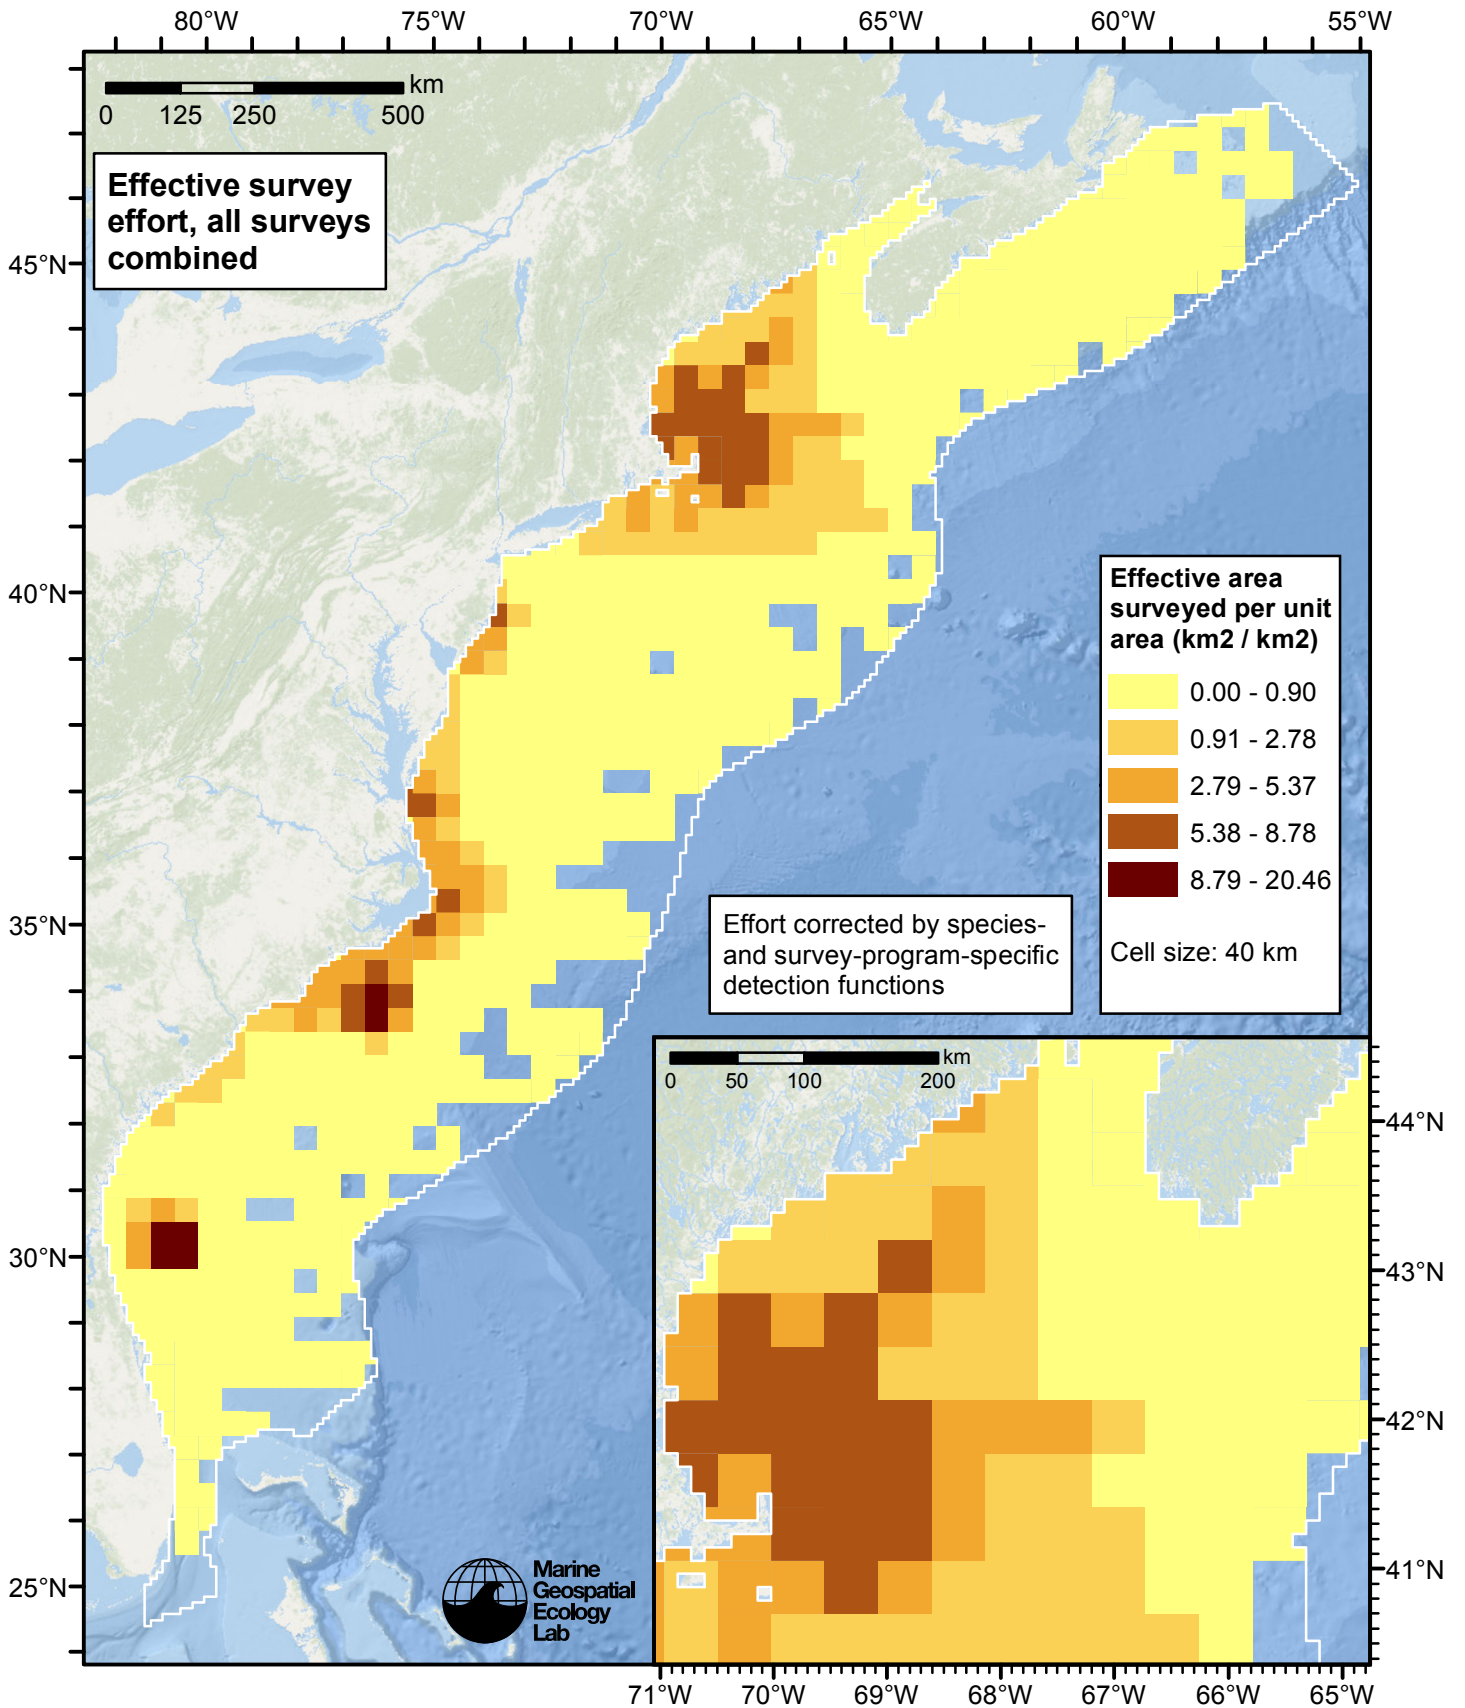 80°W 75°W 70°W 65°W 60°W 55°W
km
0 125 250 500
Effective survey
effort, all surveys
combined
45°N
40°N
35°N
30°N
25°N
Effective area
surveyed per unit
area (km2 / km2)
0.00 - 0.90
0.91 - 2.78
2.79 - 5.37
5.38 - 8.78
8.79 - 20.46
Cell size: 40 km
Effort corrected by species-
and survey-program-specific
detection functions
km
0 50 100 200
44°N
43°N
42°N
41°N
Marine
Geospatial
Ecology
Lab
71°W 70°W 69°W 68°W 67°W 66°W 65°W